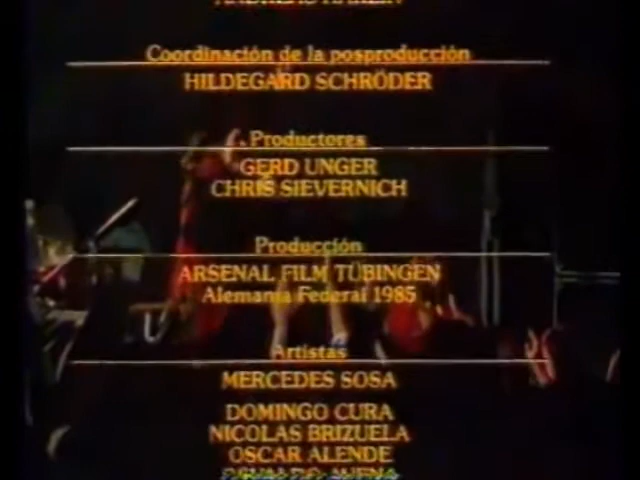 Coordinación de la posproducción
HILDEGARD SCHRÖDER
Productores
GERD UNGER
CHRIS SIEVERNICH
Producción
ARSENAL FILM TÜBINGEN
Alemania Federal 1985
Artistas
MERCEDES SOSA
DOMINGO CURA
NICOLAS BRIZUELA
OSCAR ALENDE